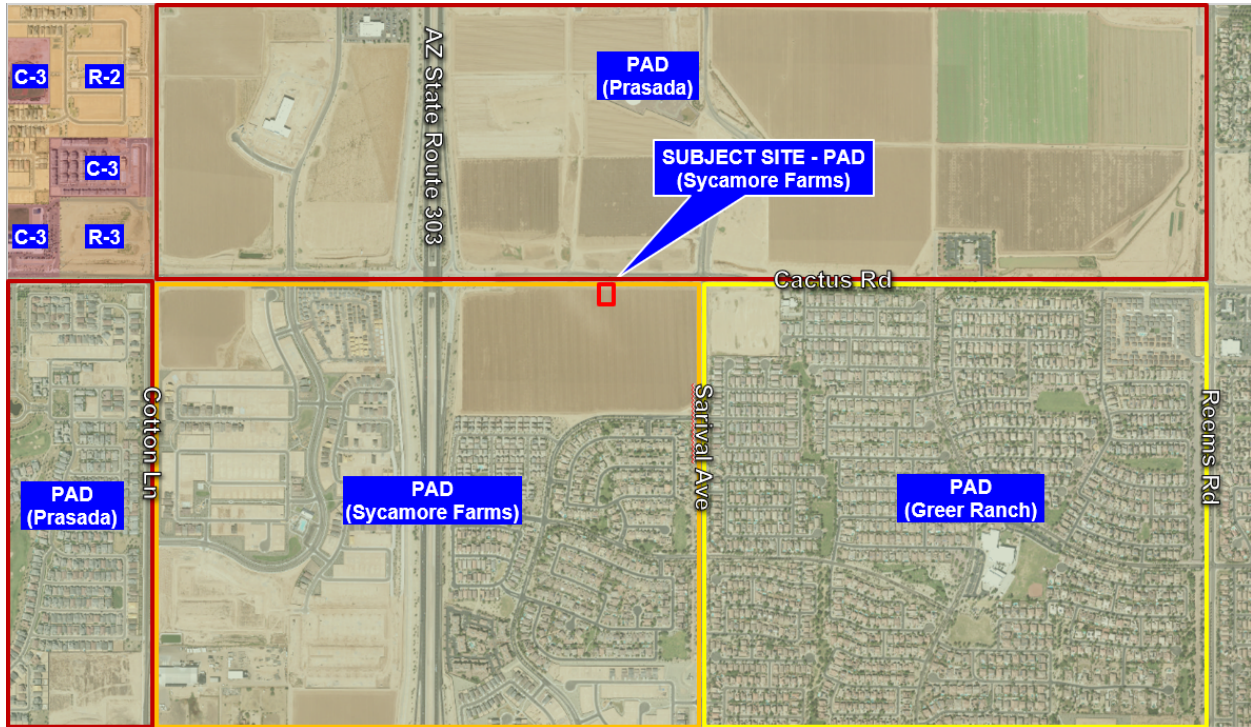 C-3
R-2
C-3
C-3
R-3
AZ State Route 303
PAD
(Prasada)
SUBJECT SITE - PAD
(Sycamore Farms)
Cactus Rd
Cotton Ln
Sarival Ave
Reems Rd
PAD
(Prasada)
PAD
(Sycamore Farms)
PAD
(Greer Ranch)